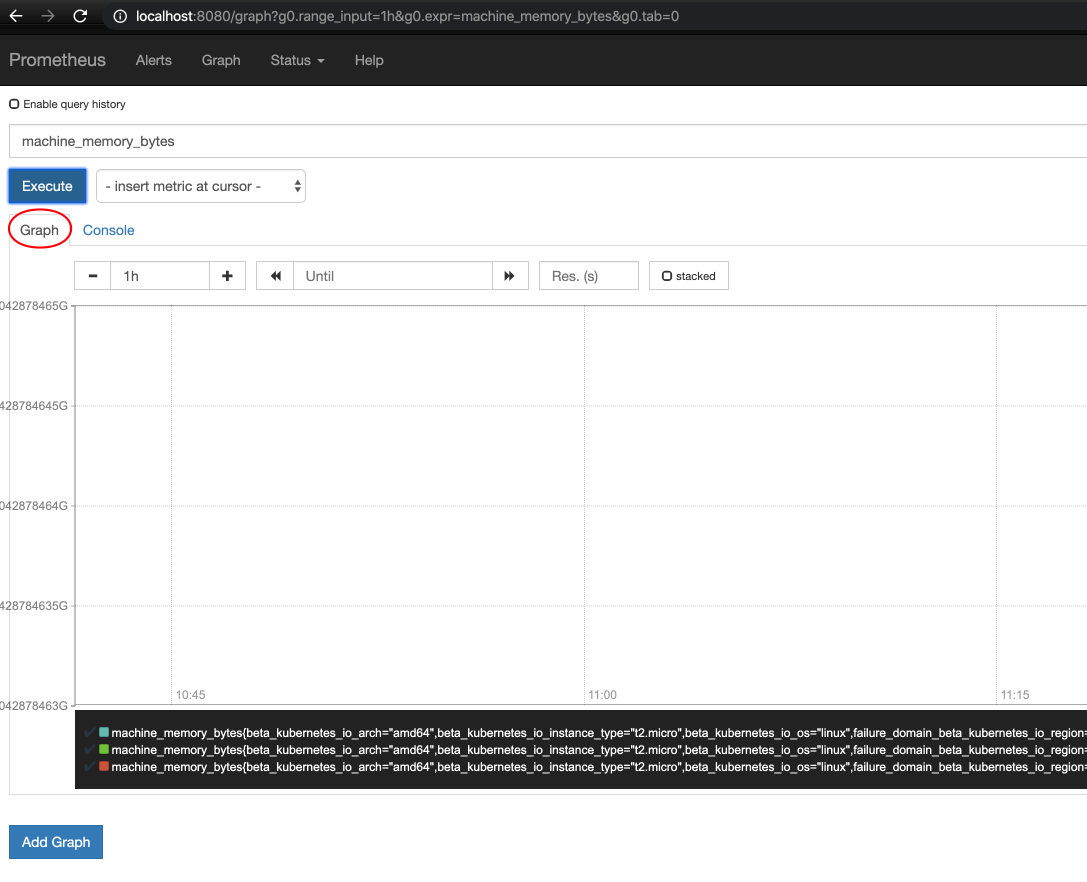 localhost:8080/graph?g0.range_input=1h&g0.expr=machine_memory_bytes&g0.tab=0
Prometheus Alerts Graph Status Help
Enable query history
machine_memory_bytes
Execute - insert metric at cursor -
Graph Console
1h Until Res. (s) stacked
042878465G
428784645G
042878464G
428784635G
042878463G
10:45 11:00 11:15
machine_memory_bytes{beta_kubernetes_io_arch="amd64",beta_kubernetes_io_instance_type="t2.micro",beta_kubernetes_io_os="linux",failure_domain_beta_kubernetes_io_region=
machine_memory_bytes{beta_kubernetes_io_arch="amd64",beta_kubernetes_io_instance_type="t2.micro",beta_kubernetes_io_os="linux",failure_domain_beta_kubernetes_io_region=
machine_memory_bytes{beta_kubernetes_io_arch="amd64",beta_kubernetes_io_instance_type="t2.micro",beta_kubernetes_io_os="linux",failure_domain_beta_kubernetes_io_region=
Add Graph